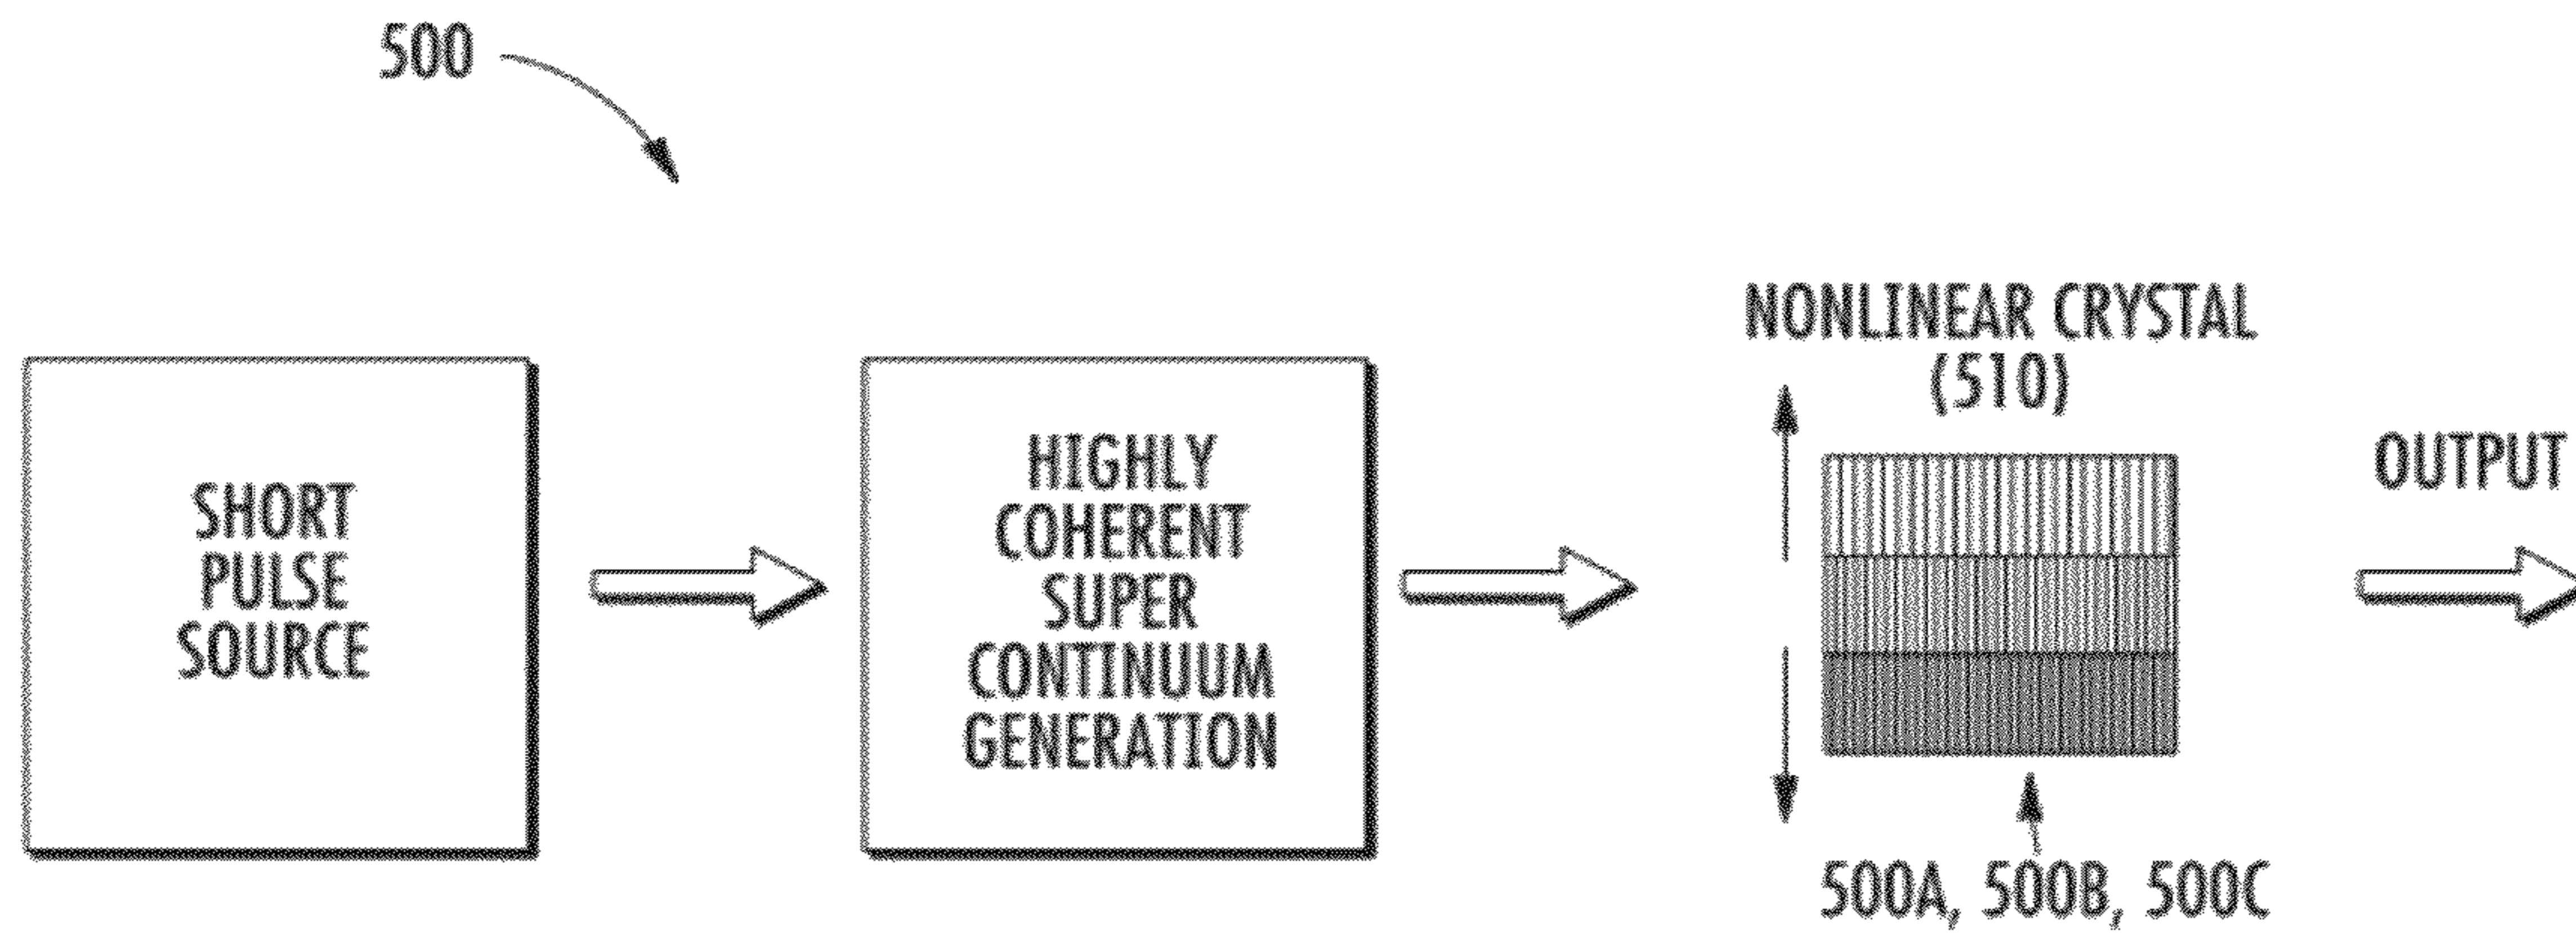 500
SHORT
PULSE
SOURCE
HIGHLY
COHERENT
SUPER
CONTINUUM
GENERATION
NONLINEAR CRYSTAL
(510)
500A, 500B, 500C
OUTPUT